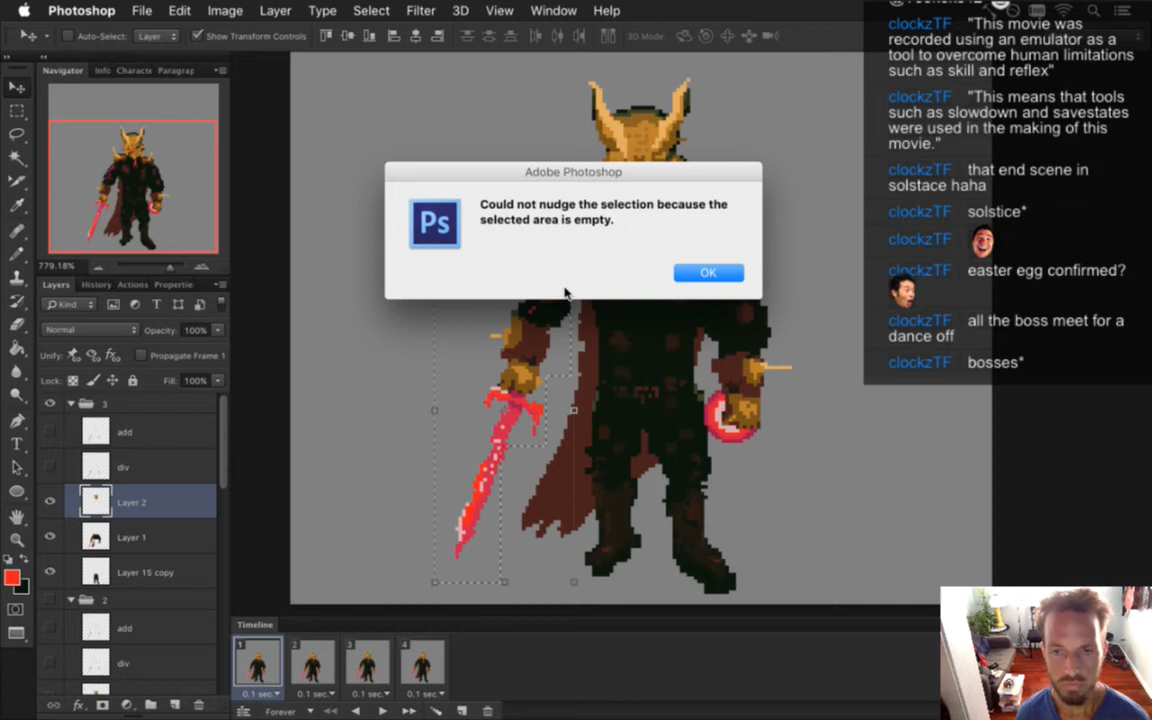 Photoshop File Edit Image Layer Type Select Filter 3D View Window Help
Auto-Select: Layer Show Transform Controls 3D Mode:
Navigator Info Characte Paragrap
779.18%
Layers History Actions Propertie
Kind
Normal Opacity: 100%
Unify: Propagate Frame 1
Lock: Fill: 100%
3
add
div
Layer 2
Layer 1
Layer 15 copy
2
add
div
Adobe Photoshop
Ps
Could not nudge the selection because the
selected area is empty.
OK
clockzTF "This movie was
recorded using an emulator as a
tool to overcome human limitations
such as skill and reflex"
clockzTF "This means that tools
such as slowdown and savestates
were used in the making of this
movie."
clockzTF that end scene in
solstace haha
clockzTF solstice*
clockzTF
clockzTF easter egg confirmed?
clockzTF all the boss meet for a
dance off
clockzTF bosses*
Timeline
1 2 3 4
0.1 sec. 0.1 sec. 0.1 sec. 0.1 sec.
Forever